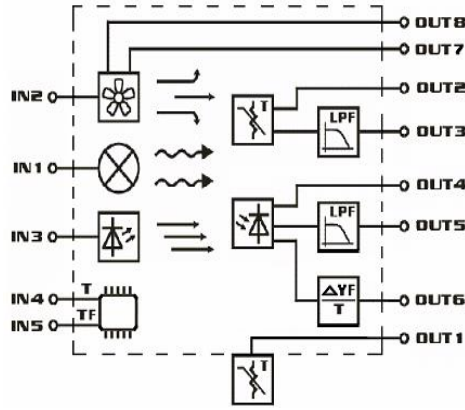 OUT8
OUT7
IN2
T
OUT2
LPF
OUT3
IN1
OUT4
LPF
OUT5
IN3
IN4
T
ΔYF
T
OUT6
IN5
TF
OUT1
T